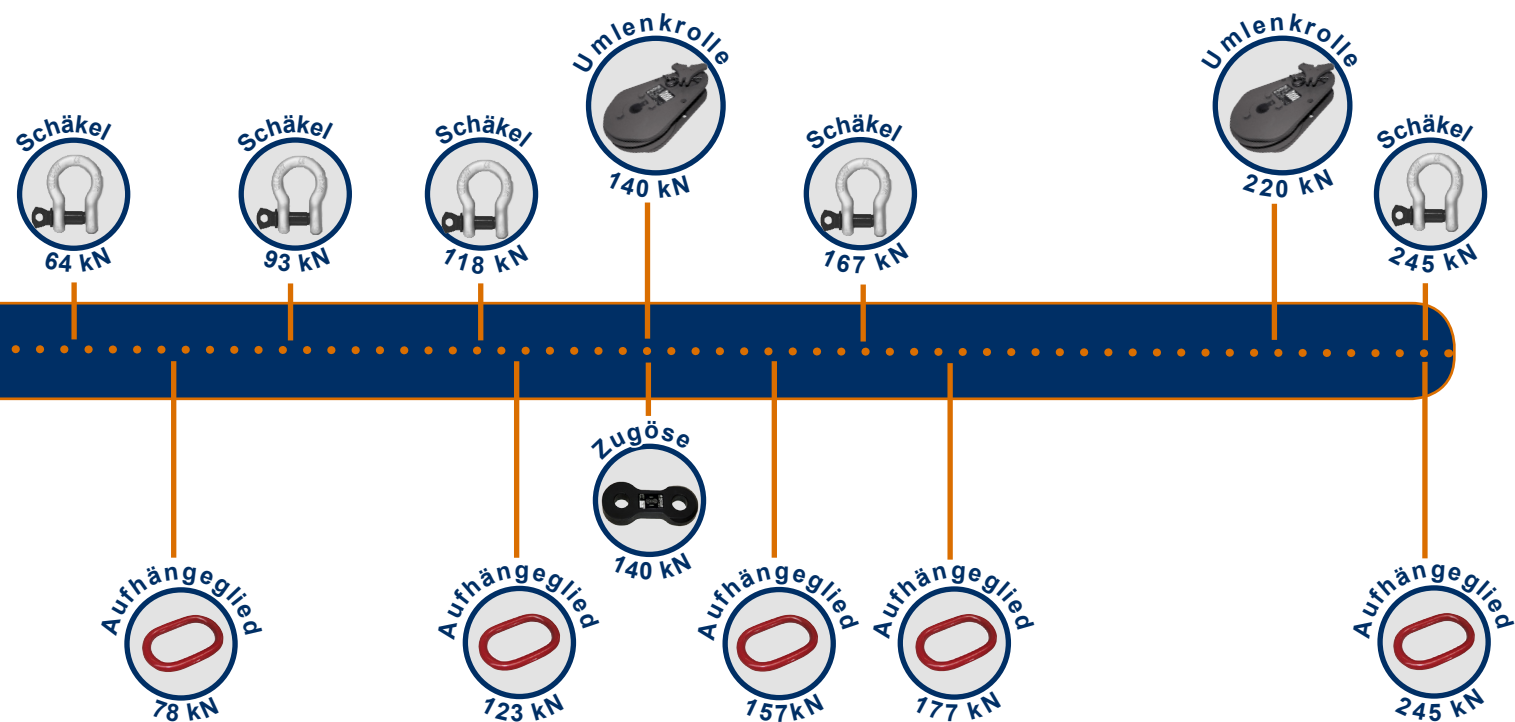 Umlenkrolle
140 kN
Umlenkrolle
220 kN
Schäkel
64 kN
Schäkel
93 kN
Schäkel
118 kN
Schäkel
167 kN
Schäkel
245 kN
Zugöse
140 kN
Aufhängeglied
78 kN
Aufhängeglied
123 kN
Aufhängeglied
157kN
Aufhängeglied
177 kN
Aufhängeglied
245 kN